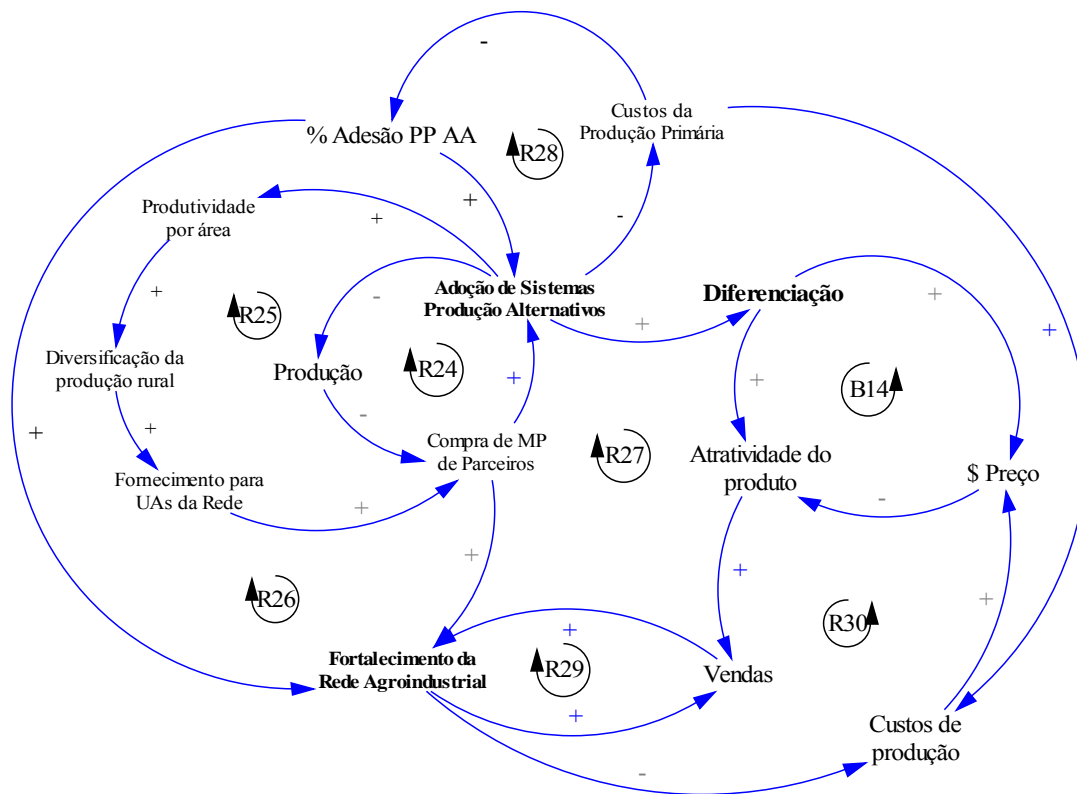 -
Custos da
Produção Primária
% Adesão PP AA
R28
+
-
Produtividade
por área
+
Adoção de Sistemas
Produção Alternativos
Diferenciação
+
-
+
+
R25
+
+
Diversificação da
produção rural
Produção
R24
+
B14
+
-
+
+
+
Compra de MP
de Parceiros
R27
Atratividade do
produto
$ Preço
Fornecimento para
UAs da Rede
+
-
+
+
R26
+
R30
+
Fortalecimento da
Rede Agroindustrial
R29
Vendas
+
Custos de
produção
-